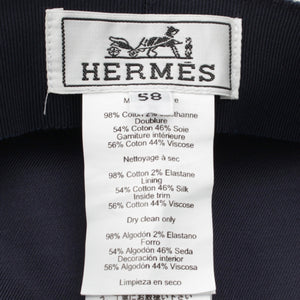 HERMÈS
58
98% Coton 2%
Doublure
54% Coton 46% Soie
Garniture intérieure
56% Coton 44% Viscose
Nettoyage à sec
98% Cotton 2% Elastane
Lining
54% Cotton 46% Silk
Inside trim
56% Cotton 44% Viscose
Dry clean only
98% Algodón 2% Elastano
Forro
54% Algodón 46% Seda
Decoración interior
56% Algodón 44% Viscosa
Limpieza en seco